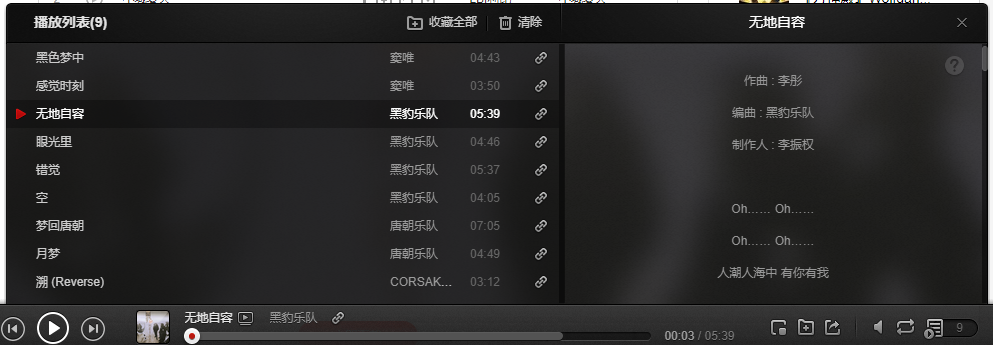 播放列表(9) 收藏全部 清除
黑色梦中 窦唯 04:43
感觉时刻 窦唯 03:50
无地自容 黑豹乐队 05:39
眼光里 黑豹乐队 04:46
错觉 黑豹乐队 05:37
空 黑豹乐队 04:05
梦回唐朝 唐朝乐队 07:05
月梦 唐朝乐队 04:49
溯 (Reverse) CORSAK... 03:12
无地自容
作曲 : 李彤
编曲 : 黑豹乐队
制作人 : 李振权
Oh…… Oh……
Oh…… Oh……
人潮人海中 有你有我
无地自容 黑豹乐队
00:03 / 05:39
9